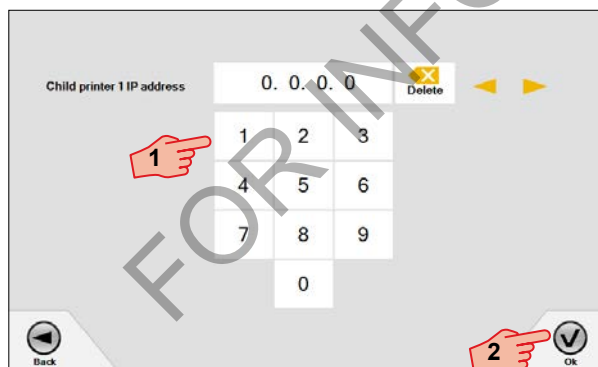 Child printer 1 IP address
0. 0. 0. 0
Delete
1 2 3
1
4 5 6
7 8 9
0
Back
2
Ok
FOR INFO